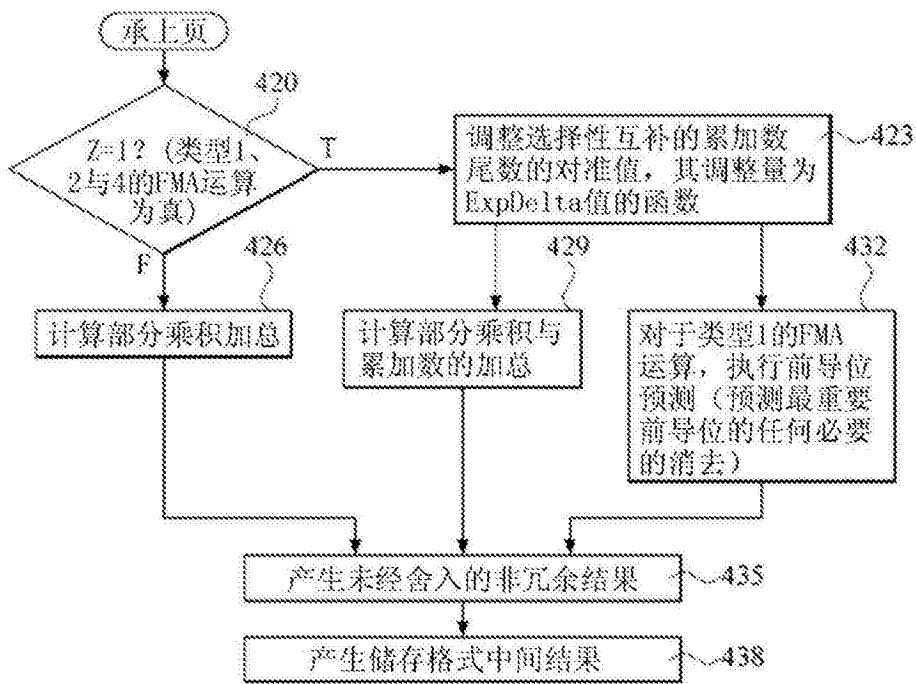 承上页
420
Z=1？(类型1、
2与4的FMA运算
为真)
T
F
调整选择性互补的累加数
尾数的对准值，其调整量为
ExpDelta值的函数
423
426
计算部分乘积加总
429
计算部分乘积与
累加数的加总
432
对于类型1的FMA
运算，执行前导位
预测（预测最重要
前导位的任何必要
的消去）
产生未经舍入的非冗余结果
435
产生储存格式中间结果
438